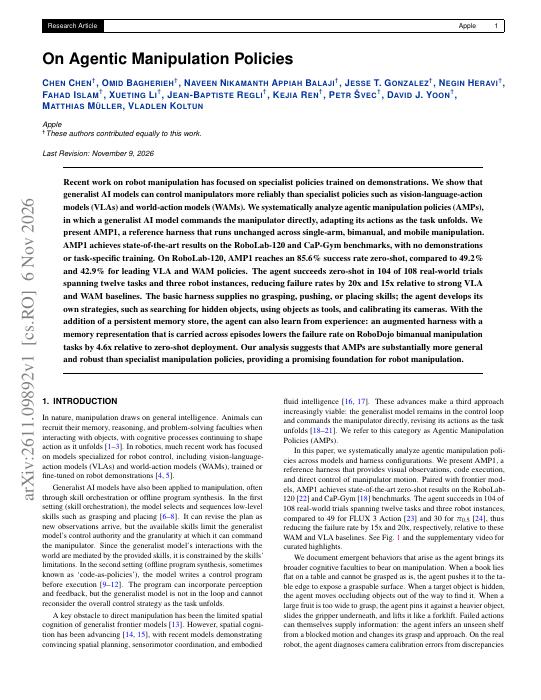 Research Article
Apple 1
On Agentic Manipulation Policies
CHEN CHEN†, OMID BAGHERIEH†, NAVEEN NIKAMANTH APPIAH BALAJI†, JESSE T. GONZALEZ†, NEGIN HERAVI†,
FAHAD ISLAM†, XUETING LI†, JEAN-BAPTISTE REGLI†, KEJIA REN†, PETR ŠVEC†, DAVID J. YOON†,
MATTHIAS MÜLLER, VLADLEN KOLTUN
Apple
†These authors contributed equally to this work.
Last Revision: November 9, 2026
Recent work on robot manipulation has focused on specialist policies trained on demonstrations. We show that
generalist AI models can control manipulators more reliably than specialist policies such as vision-language-action
models (VLAs) and world-action models (WAMs). We systematically analyze agentic manipulation policies (AMPs),
in which a generalist AI model commands the manipulator directly, adapting its actions as the task unfolds. We
present AMP1, a reference harness that runs unchanged across single-arm, bimanual, and mobile manipulation.
AMP1 achieves state-of-the-art results on the RoboLab-120 and CaP-Gym benchmarks, with no demonstrations
or task-specific training. On RoboLab-120, AMP1 reaches an 85.6% success rate zero-shot, compared to 49.2%
and 42.9% for leading VLA and WAM policies. The agent succeeds zero-shot in 104 of 108 real-world trials
spanning twelve tasks and three robot instances, reducing failure rates by 20x and 15x relative to strong VLA
and WAM baselines. The basic harness supplies no grasping, pushing, or placing skills; the agent develops its
own strategies, such as searching for hidden objects, using objects as tools, and calibrating its cameras. With the
addition of a persistent memory store, the agent can also learn from experience: an augmented harness with a
memory representation that is carried across episodes lowers the failure rate on RoboDojo bimanual manipulation
tasks by 4.6x relative to zero-shot deployment. Our analysis suggests that AMPs are substantially more general
and robust than specialist manipulation policies, providing a promising foundation for robot manipulation.
arXiv:2611.09892v1 [cs.RO] 6 Nov 2026
1. INTRODUCTION
In nature, manipulation draws on general intelligence. Animals can
recruit their memory, reasoning, and problem-solving faculties when
interacting with objects, with cognitive processes continuing to shape
action as it unfolds [1–3]. In robotics, much recent work has focused
on models specialized for robot control, including vision-language-
action models (VLAs) and world-action models (WAMs), trained or
fine-tuned on robot demonstrations [4, 5].
Generalist AI models have also been applied to manipulation, often
through skill orchestration or offline program synthesis. In the first
setting (skill orchestration), the model selects and sequences low-level
skills such as grasping and placing [6–8]. It can revise the plan as
new observations arrive, but the available skills limit the generalist
model's control authority and the granularity at which it can command
the manipulator. Since the generalist model's interactions with the
world are mediated by the provided skills, it is constrained by the skills'
limitations. In the second setting (offline program synthesis, sometimes
known as 'code-as-policies'), the model writes a control program
before execution [9–12]. The program can incorporate perception
and feedback, but the generalist model is not in the loop and cannot
reconsider the overall control strategy as the task unfolds.
A key obstacle to direct manipulation has been the limited spatial
cognition of generalist frontier models [13]. However, spatial cogni-
tion has been advancing [14, 15], with recent models demonstrating
convincing spatial planning, sensorimotor coordination, and embodied
fluid intelligence [16, 17]. These advances make a third approach
increasingly viable: the generalist model remains in the control loop
and commands the manipulator directly, revising its actions as the task
unfolds [18–21]. We refer to this category as Agentic Manipulation
Policies (AMPs).
In this paper, we systematically analyze agentic manipulation poli-
cies across models and harness configurations. We present AMP1, a
reference harness that provides visual observations, code execution,
and direct control of manipulator motion. Paired with frontier mod-
els, AMP1 achieves state-of-the-art zero-shot results on the RoboLab-
120 [22] and CaP-Gym [18] benchmarks. The agent succeeds in 104 of
108 real-world trials spanning twelve tasks and three robot instances,
compared to 49 for FLUX 3 Action [23] and 30 for π0.5 [24], thus
reducing the failure rate by 15x and 20x, respectively, relative to these
WAM and VLA baselines. See Fig. 1 and the supplementary video for
curated highlights.
We document emergent behaviors that arise as the agent brings its
broader cognitive faculties to bear on manipulation. When a book lies
flat on a table and cannot be grasped as is, the agent pushes it to the ta-
ble edge to expose a graspable surface. When a target object is hidden,
the agent moves occluding objects out of the way to find it. When a
large fruit is too wide to grasp, the agent pins it against a heavier object,
slides the gripper underneath, and lifts it like a forklift. Failed actions
can themselves supply information: the agent infers an unseen shelf
from a blocked motion and changes its grasp and approach. On the real
robot, the agent diagnoses camera calibration errors from discrepancies